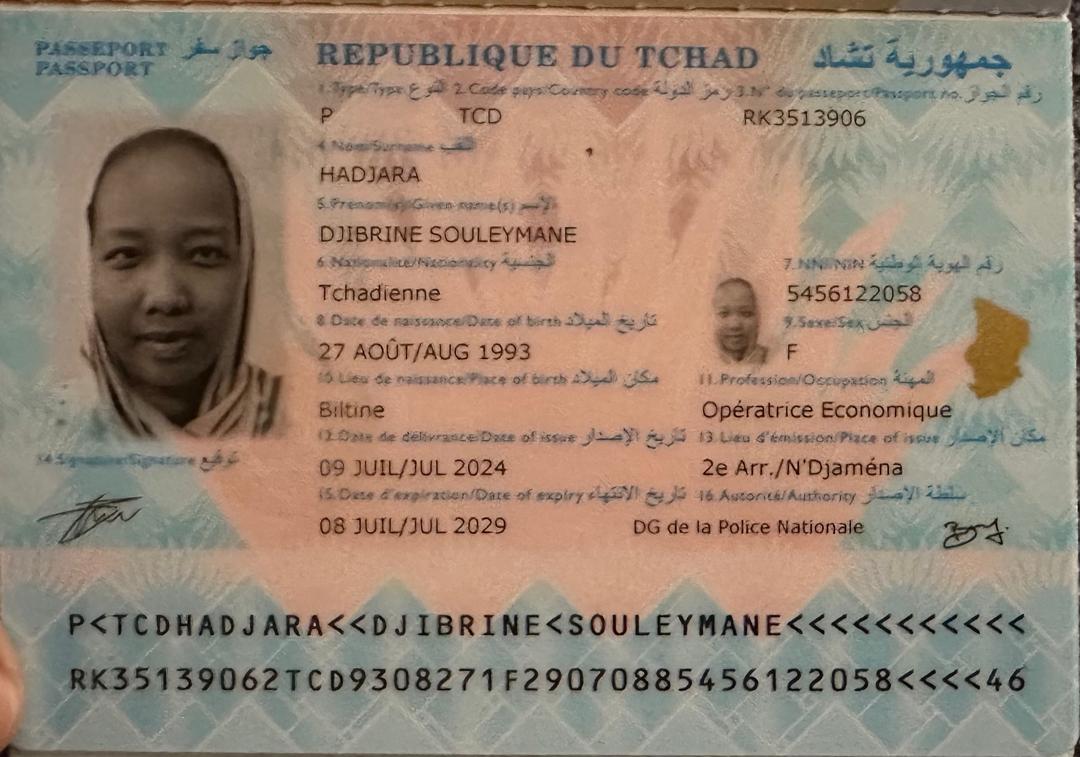 PASSEPORT جواز سفر
PASSPORT
REPUBLIQUE DU TCHAD جمهورية تشاد
1.Type/Type النوع 2.Code pays/Country code رمز الدولة 3.N° du passeport/Passport no. رقم الجواز
P TCD RK3513906
4.Nom/Surname اللقب
HADJARA
5.Prénom(s)/Given name(s) الإسم
DJIBRINE SOULEYMANE
6.Nationalité/Nationality الجنسية 7.NNI/NIN رقم الهوية الوطنية
Tchadienne 5456122058
8.Date de naissance/Date of birth تاريخ الميلاد 9.Sexe/Sex الجنس
27 AOÛT/AUG 1993 F
10.Lieu de naissance/Place of birth مكان الميلاد 11.Profession/Occupation المهنة
Biltine Opératrice Economique
12.Date de délivrance/Date of issue تاريخ الإصدار 13.Lieu d'émission/Place of issue مكان الإصدار
09 JUIL/JUL 2024 2e Arr./N'Djaména
14.Signature/Signature توقيع
15.Date d'expiration/Date of expiry تاريخ الانتهاء 16.Autorité/Authority سلطة الإصدار
08 JUIL/JUL 2029 DG de la Police Nationale
P<TCDHADJARA<<DJIBRINE<SOULEYMANE<<<<<<<<<<<
RK35139062TCD9308271F29070885456122058<<<<46